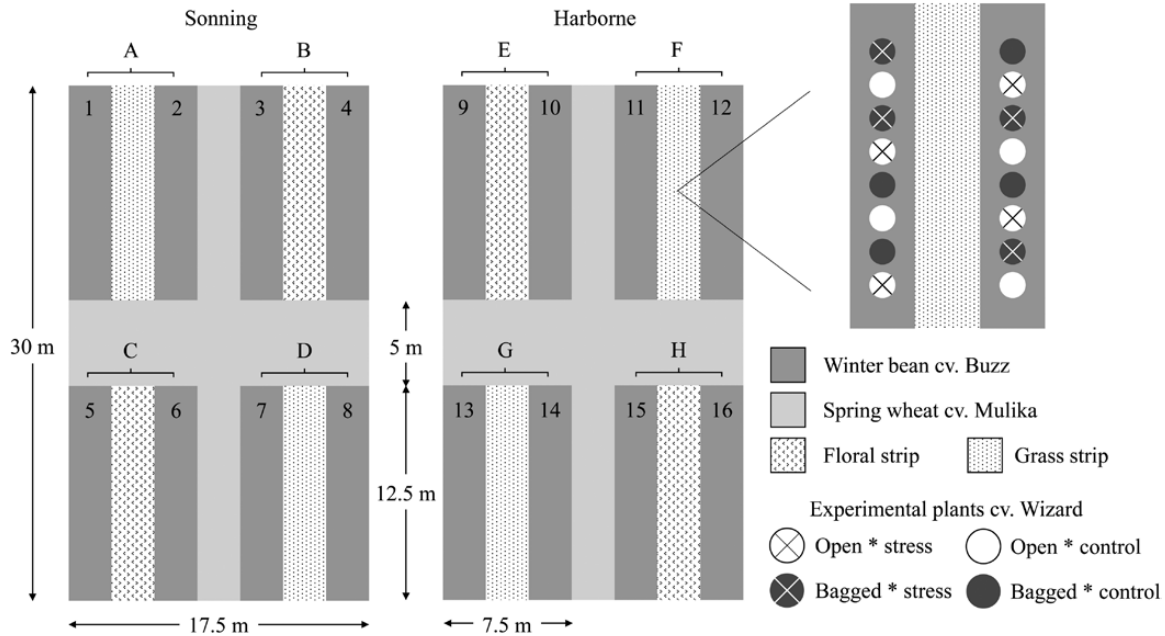 Sonning
Harborne
A
B
E
F
1
2
3
4
9
10
11
12
30 m
5 m
C
D
G
H
5
6
7
8
13
14
15
16
12.5 m
17.5 m
7.5 m
Winter bean cv. Buzz
Spring wheat cv. Mulika
Floral strip
Grass strip
Experimental plants cv. Wizard
Open * stress
Open * control
Bagged * stress
Bagged * control